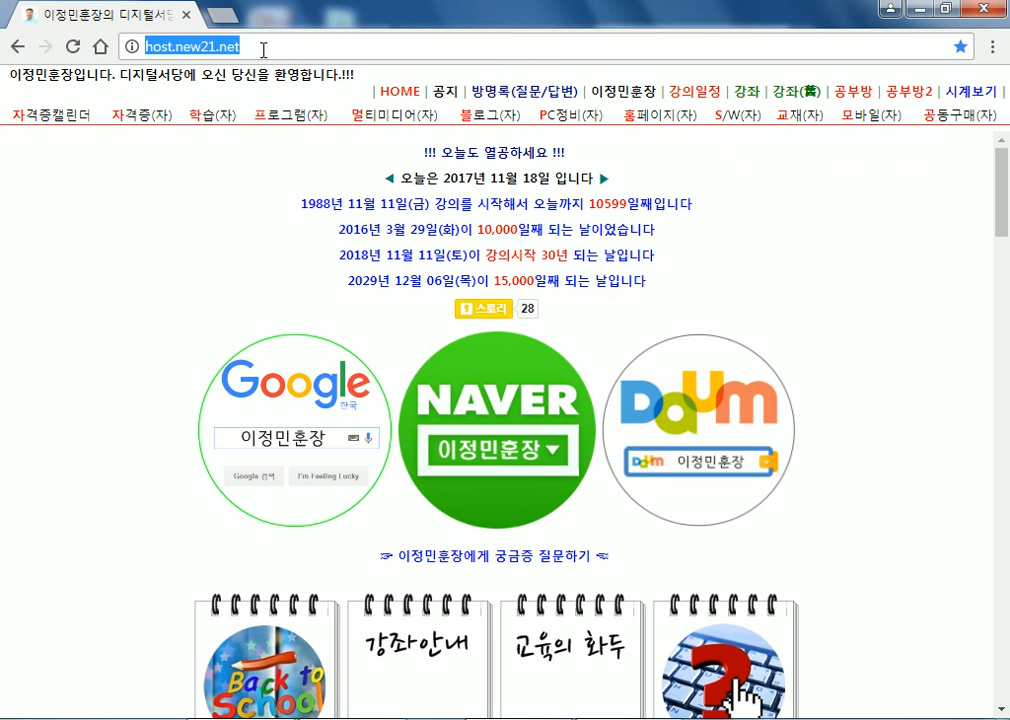 이정민훈장의 디지털서당
host.new21.net
이정민훈장입니다. 디지털서당에 오신 당신을 환영합니다.!!!
| HOME | 공지 | 방명록(질문/답변) | 이정민훈장 | 강의일정 | 강좌 | 강좌(舊) | 공부방 | 공부방2 | 시계보기 |
자격증캘린더 자격증(자) 학습(자) 프로그램(자) 멀티미디어(자) 블로그(자) PC정비(자) 홈페이지(자) S/W(자) 교재(자) 모바일(자) 공동구매(자)
!!! 오늘도 열공하세요 !!!
◀ 오늘은 2017년 11월 18일 입니다 ▶
1988년 11월 11일(금) 강의를 시작해서 오늘까지 10599일째입니다
2016년 3월 29일(화)이 10,000일째 되는 날이었습니다
2018년 11월 11일(토)이 강의시작 30년 되는 날입니다
2029년 12월 06일(목)이 15,000일째 되는 날입니다
스토리 28
Google
한국
이정민훈장
Google 검색 I'm Feeling Lucky
NAVER
이정민훈장
Daum
Daum 이정민훈장
☞ 이정민훈장에게 궁금증 질문하기 ☜
Back to School
강좌안내
교육의 화두
?